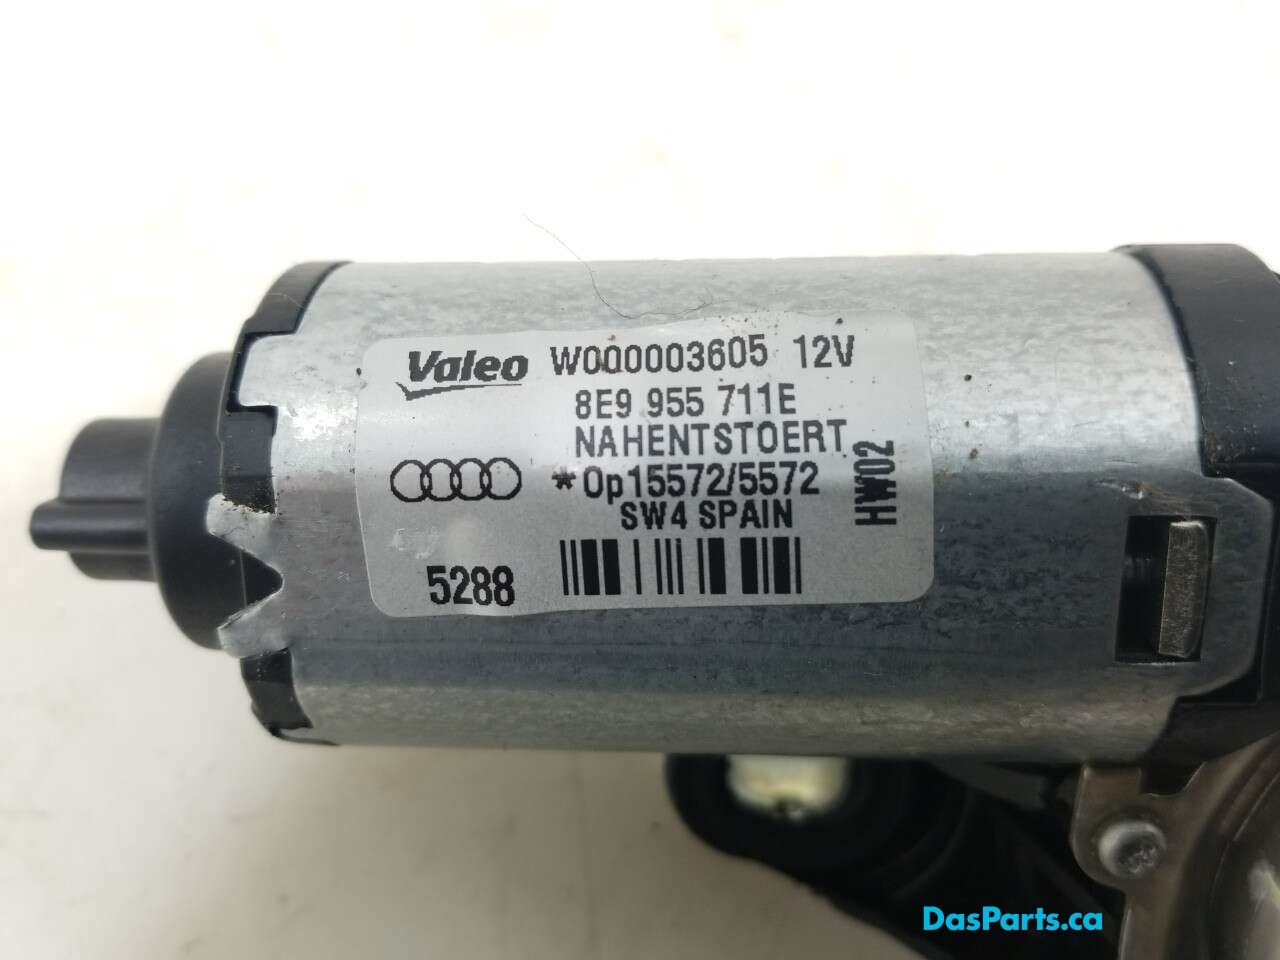 Valeo W000003605 12V
8E9 955 711E
NAHENTSTOERT
*0p15572/5572
SW4 SPAIN
HW02
5288
DasParts.ca